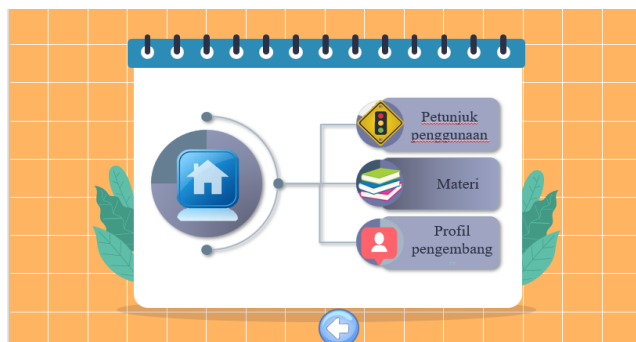 Petunjuk
penggunaan
Materi
Profil
pengembang